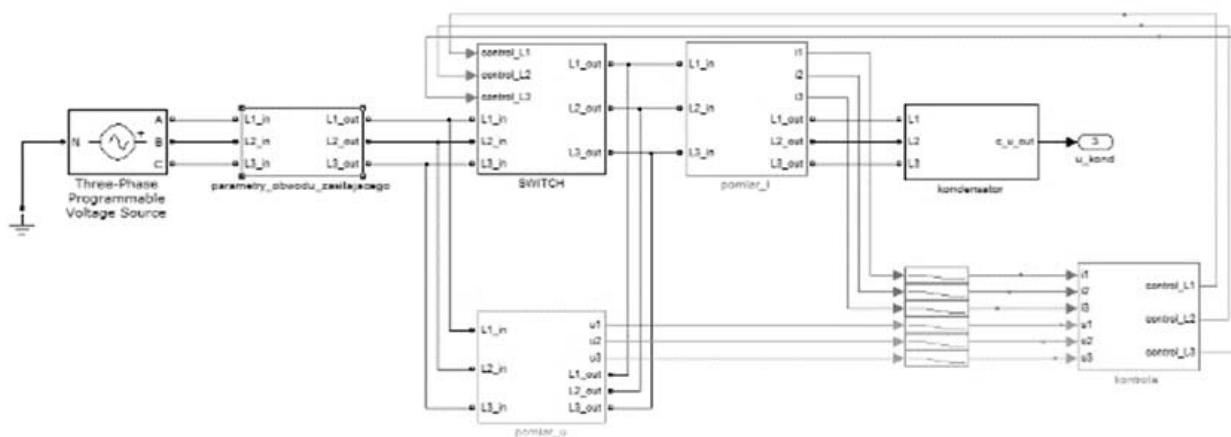 N
A
B
C
Three-Phase
Programmable
Voltage Source
L1_in
L2_in
L3_in
L1_out
L2_out
L3_out
parametry_obwodu_zasilajacego
control_L1
control_L2
control_L3
L1_in
L2_in
L3_in
L1_out
L2_out
L3_out
SWITCH
L1_in
L2_in
L3_in
i1
i2
i3
L1_out
L2_out
L3_out
pomiar_i
L1
L2
L3
c_u_out
kondensator
3
u_kond
L1_in
L2_in
L3_in
u1
u2
u3
L1_out
L2_out
L3_out
pomiar_u
i1
i2
i3
u1
u2
u3
control_L1
control_L2
control_L3
kontrola